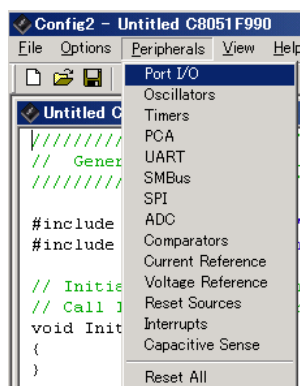 Config2 - Untitled C8051F990
File Options Peripherals View Help
Port I/O
Oscillators
Timers
PCA
UART
SMBus
SPI
ADC
Comparators
Current Reference
Voltage Reference
Reset Sources
Interrupts
Capacitive Sense
Reset All
Untitled C
/////////
// Gener
/////////
#include
#include
// Initia
// Call I
void Init
{
}